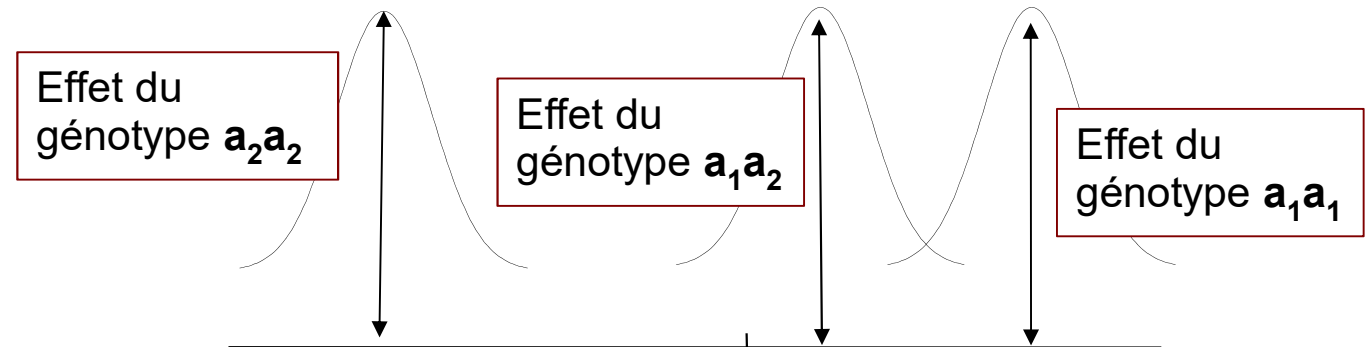 Effet du
génotype a₂a₂
Effet du
génotype a₁a₂
Effet du
génotype a₁a₁